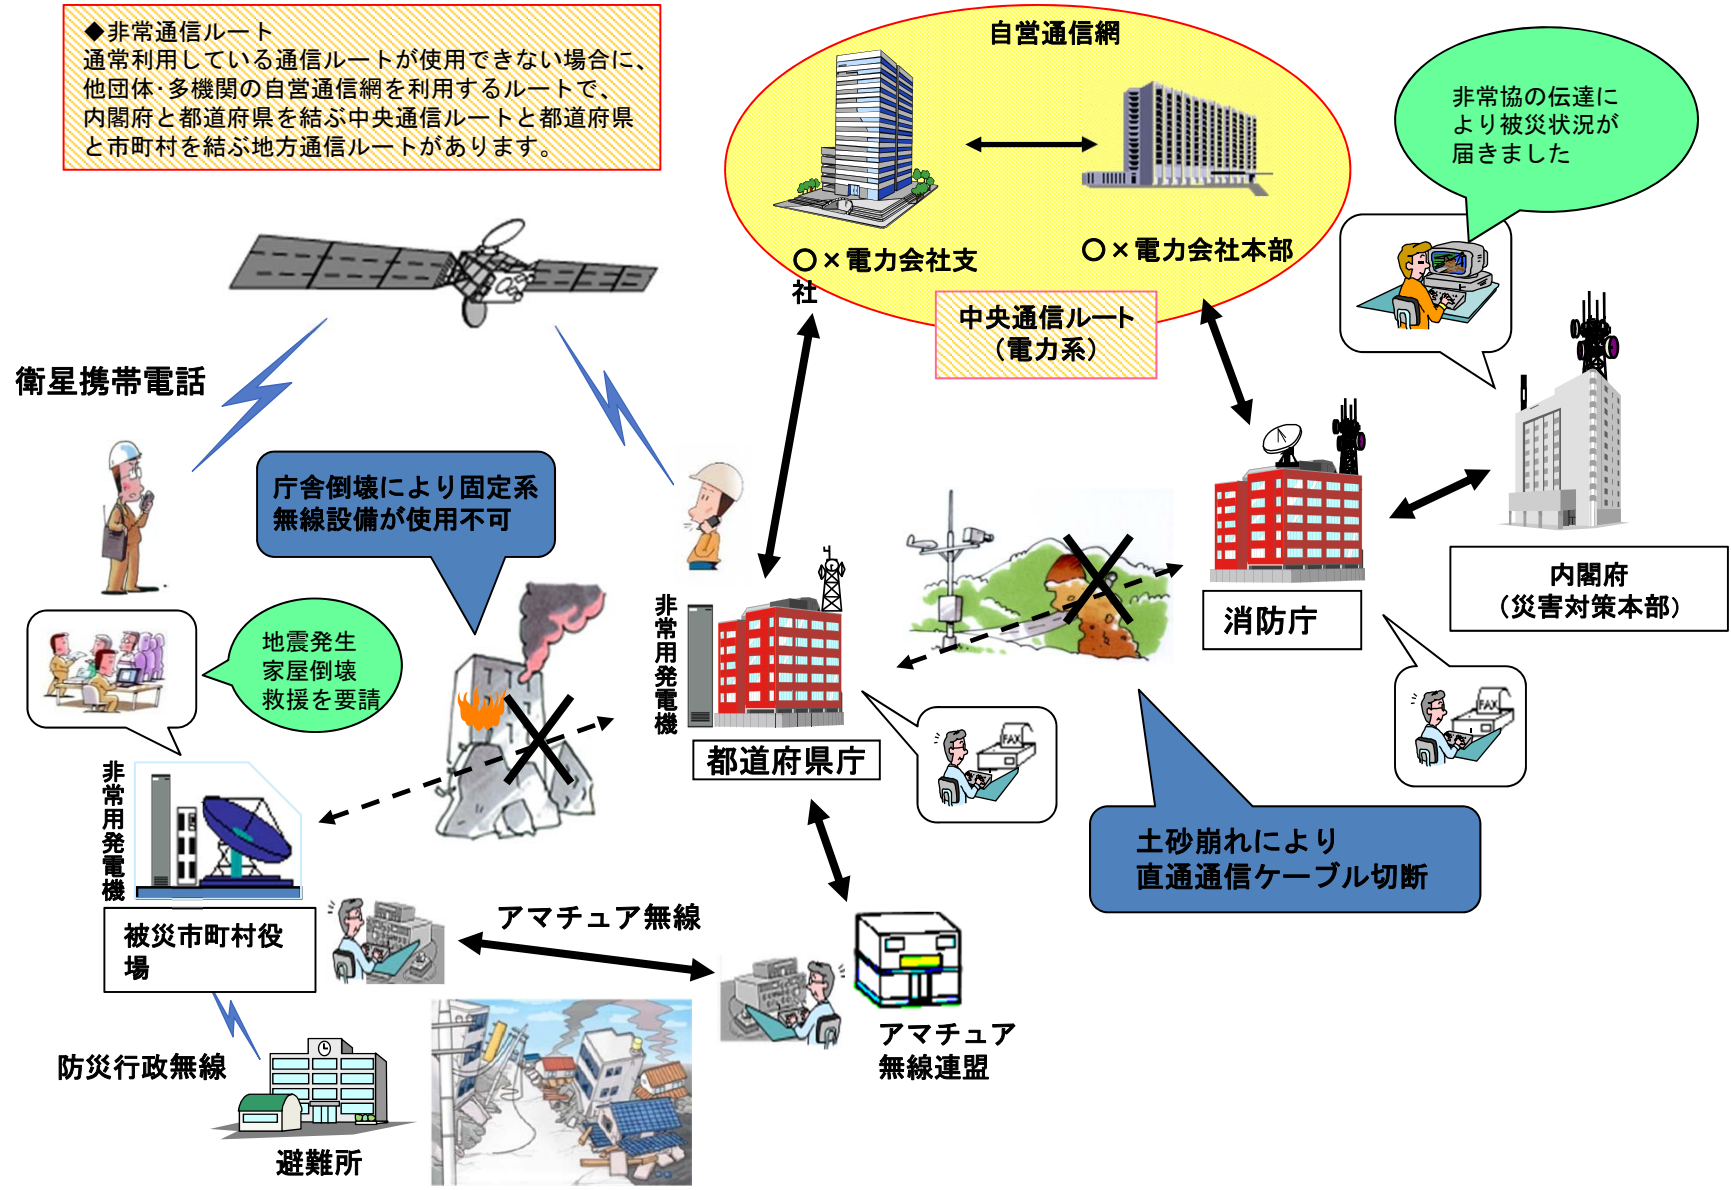 ◆非常通信ルート
通常利用している通信ルートが使用できない場合に、
他団体・多機関の自営通信網を利用するルートで、
内閣府と都道府県を結ぶ中央通信ルートと都道府県
と市町村を結ぶ地方通信ルートがあります。
自営通信網
〇×電力会社支
社
〇×電力会社本部
中央通信ルート
（電力系）
非常協の伝達に
より被災状況が
届きました
衛星携帯電話
庁舎倒壊により固定系
無線設備が使用不可
地震発生
家屋倒壊
救援を要請
非常用発電機
都道府県庁
FAX
消防庁
内閣府
（災害対策本部）
FAX
土砂崩れにより
直通通信ケーブル切断
非常用発電機
被災市町村役
場
アマチュア無線
アマチュア
無線連盟
防災行政無線
避難所